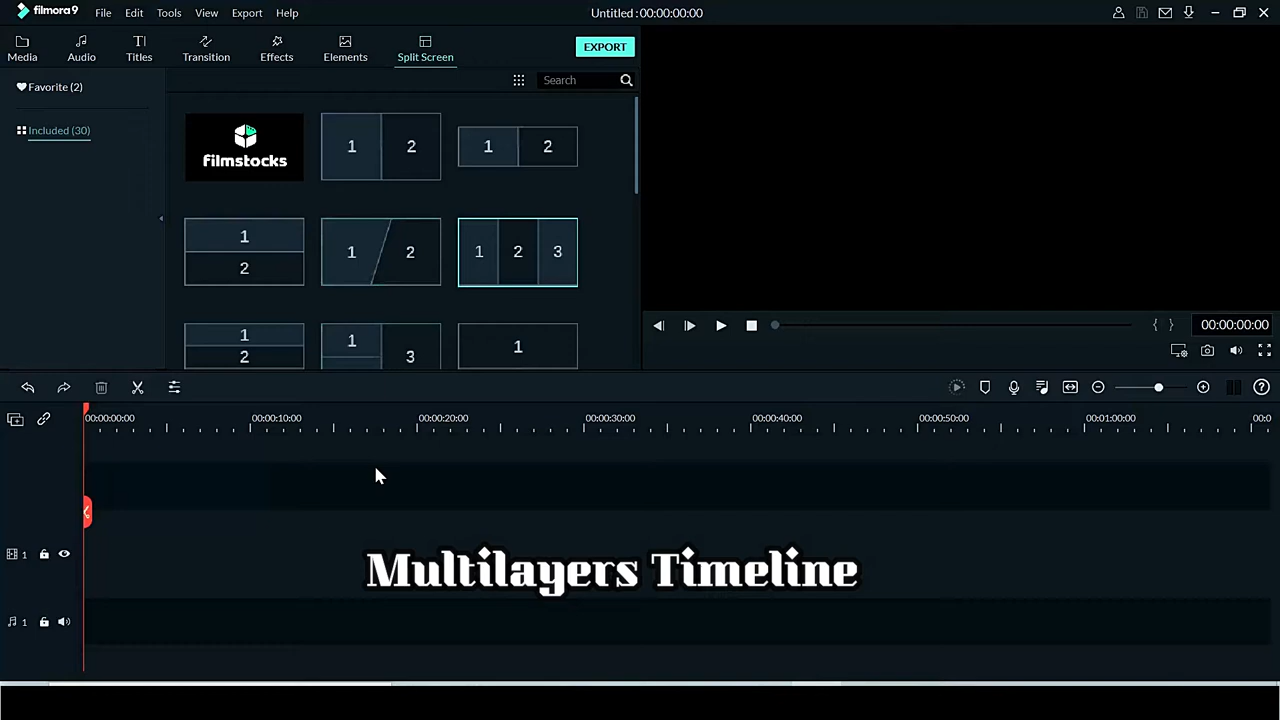 filmora9
File Edit Tools View Export Help
Untitled : 00:00:00:00
Media Audio Titles Transition Effects Elements Split Screen
EXPORT
Favorite (2)
Search
Included (30)
filmstocks
1 2
1 2
1
2
1 2
1 2 3
1
2
1
3
1
00:00:00:00
00:00:00:00 00:00:10:00 00:00:20:00 00:00:30:00 00:00:40:00 00:00:50:00 00:01:00:00 00:0
1
Multilayers Timeline
1